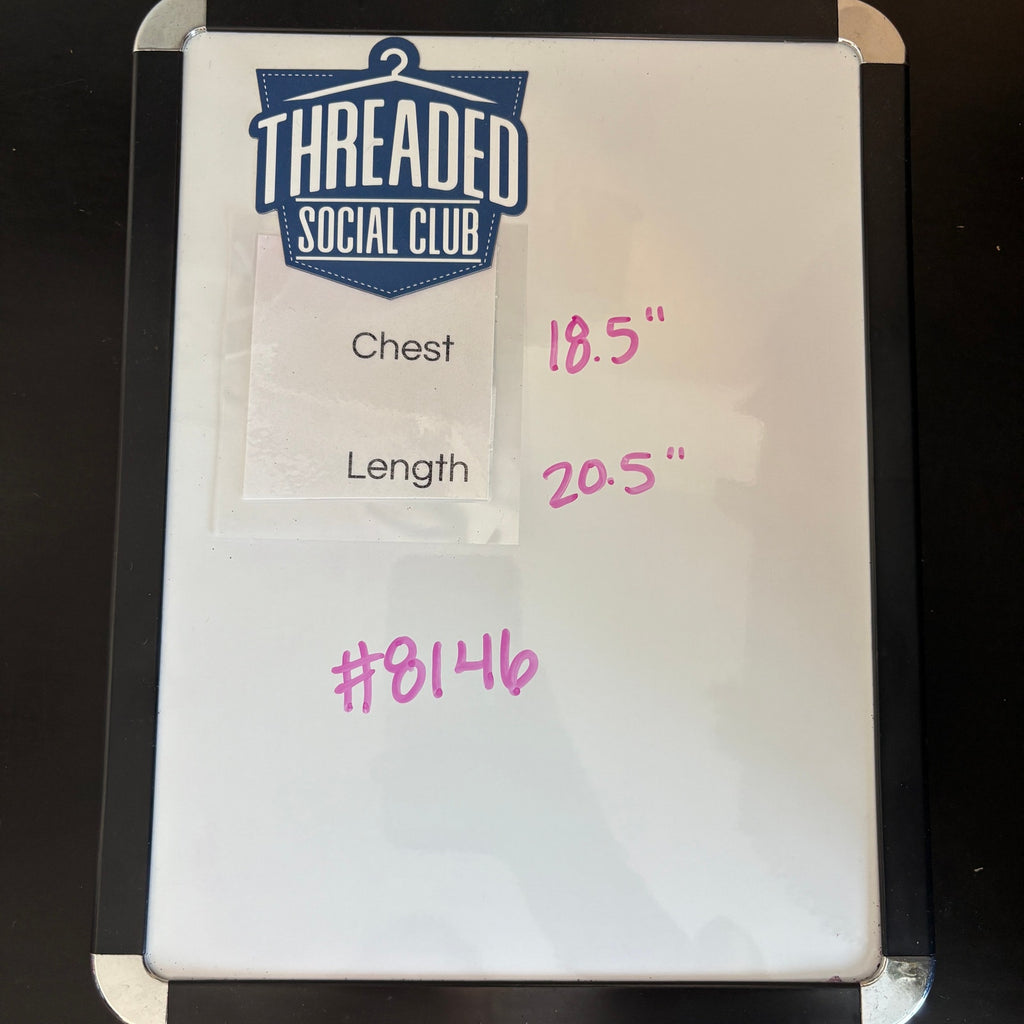 THREADED
SOCIAL CLUB
Chest 18.5"
Length 20.5"
#8146